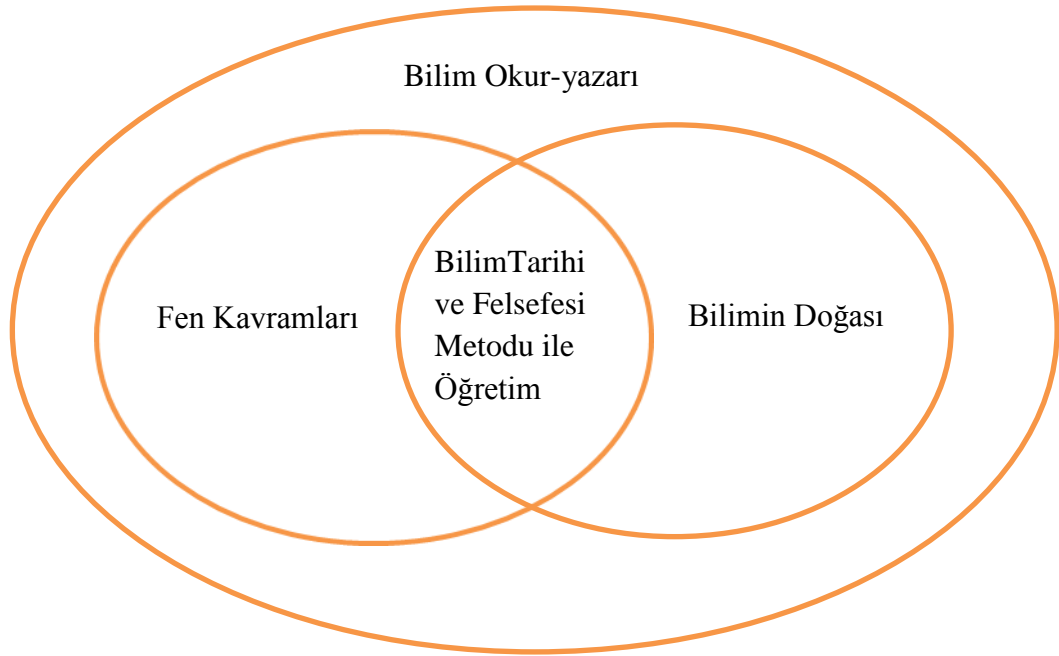 Bilim Okur-yazarı
Fen Kavramları
BilimTarihi
ve Felsefesi
Metodu ile
Öğretim
Bilimin Doğası